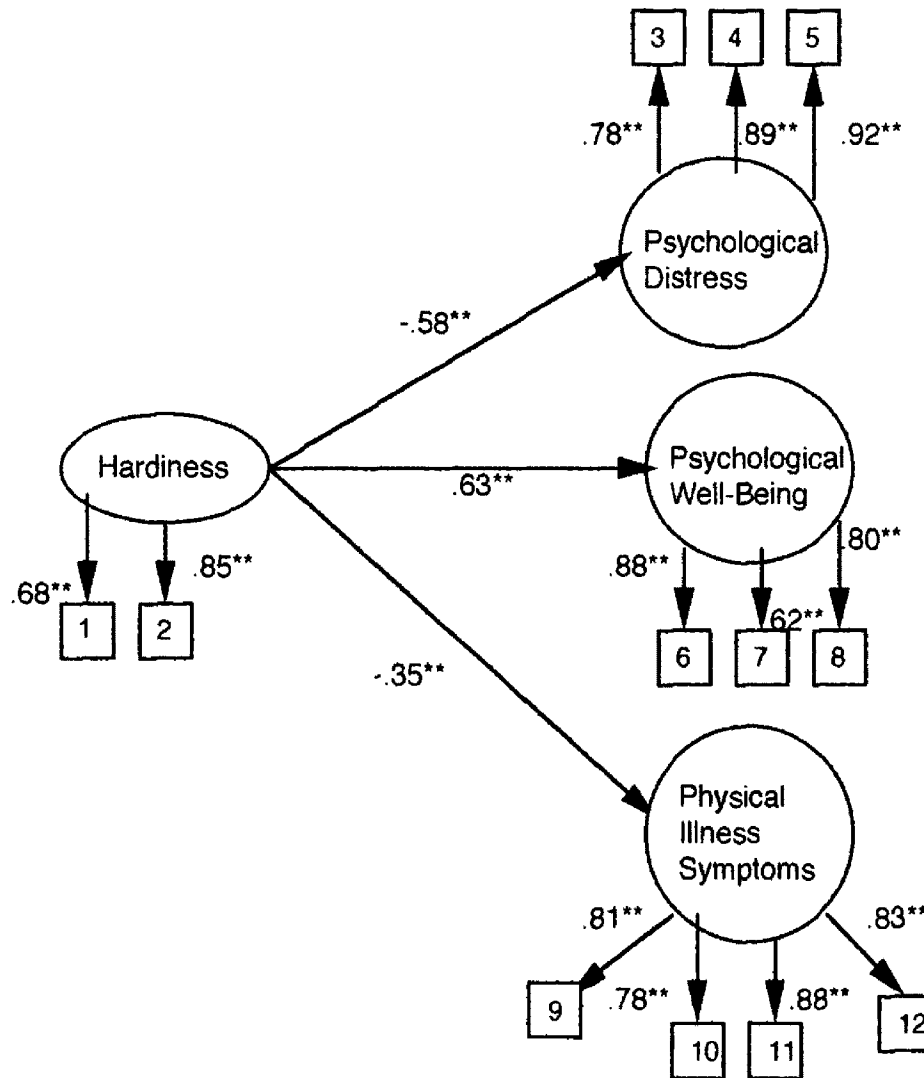 3 4 5
.78** .89** .92**
Psychological
Distress
-.58**
Hardiness
.63**
Psychological
Well-Being
.68** .85**
1 2
.88** .62** .80**
6 7 8
-.35**
Physical
Illness
Symptoms
.81** .78** .88** .83**
9 10 11 12